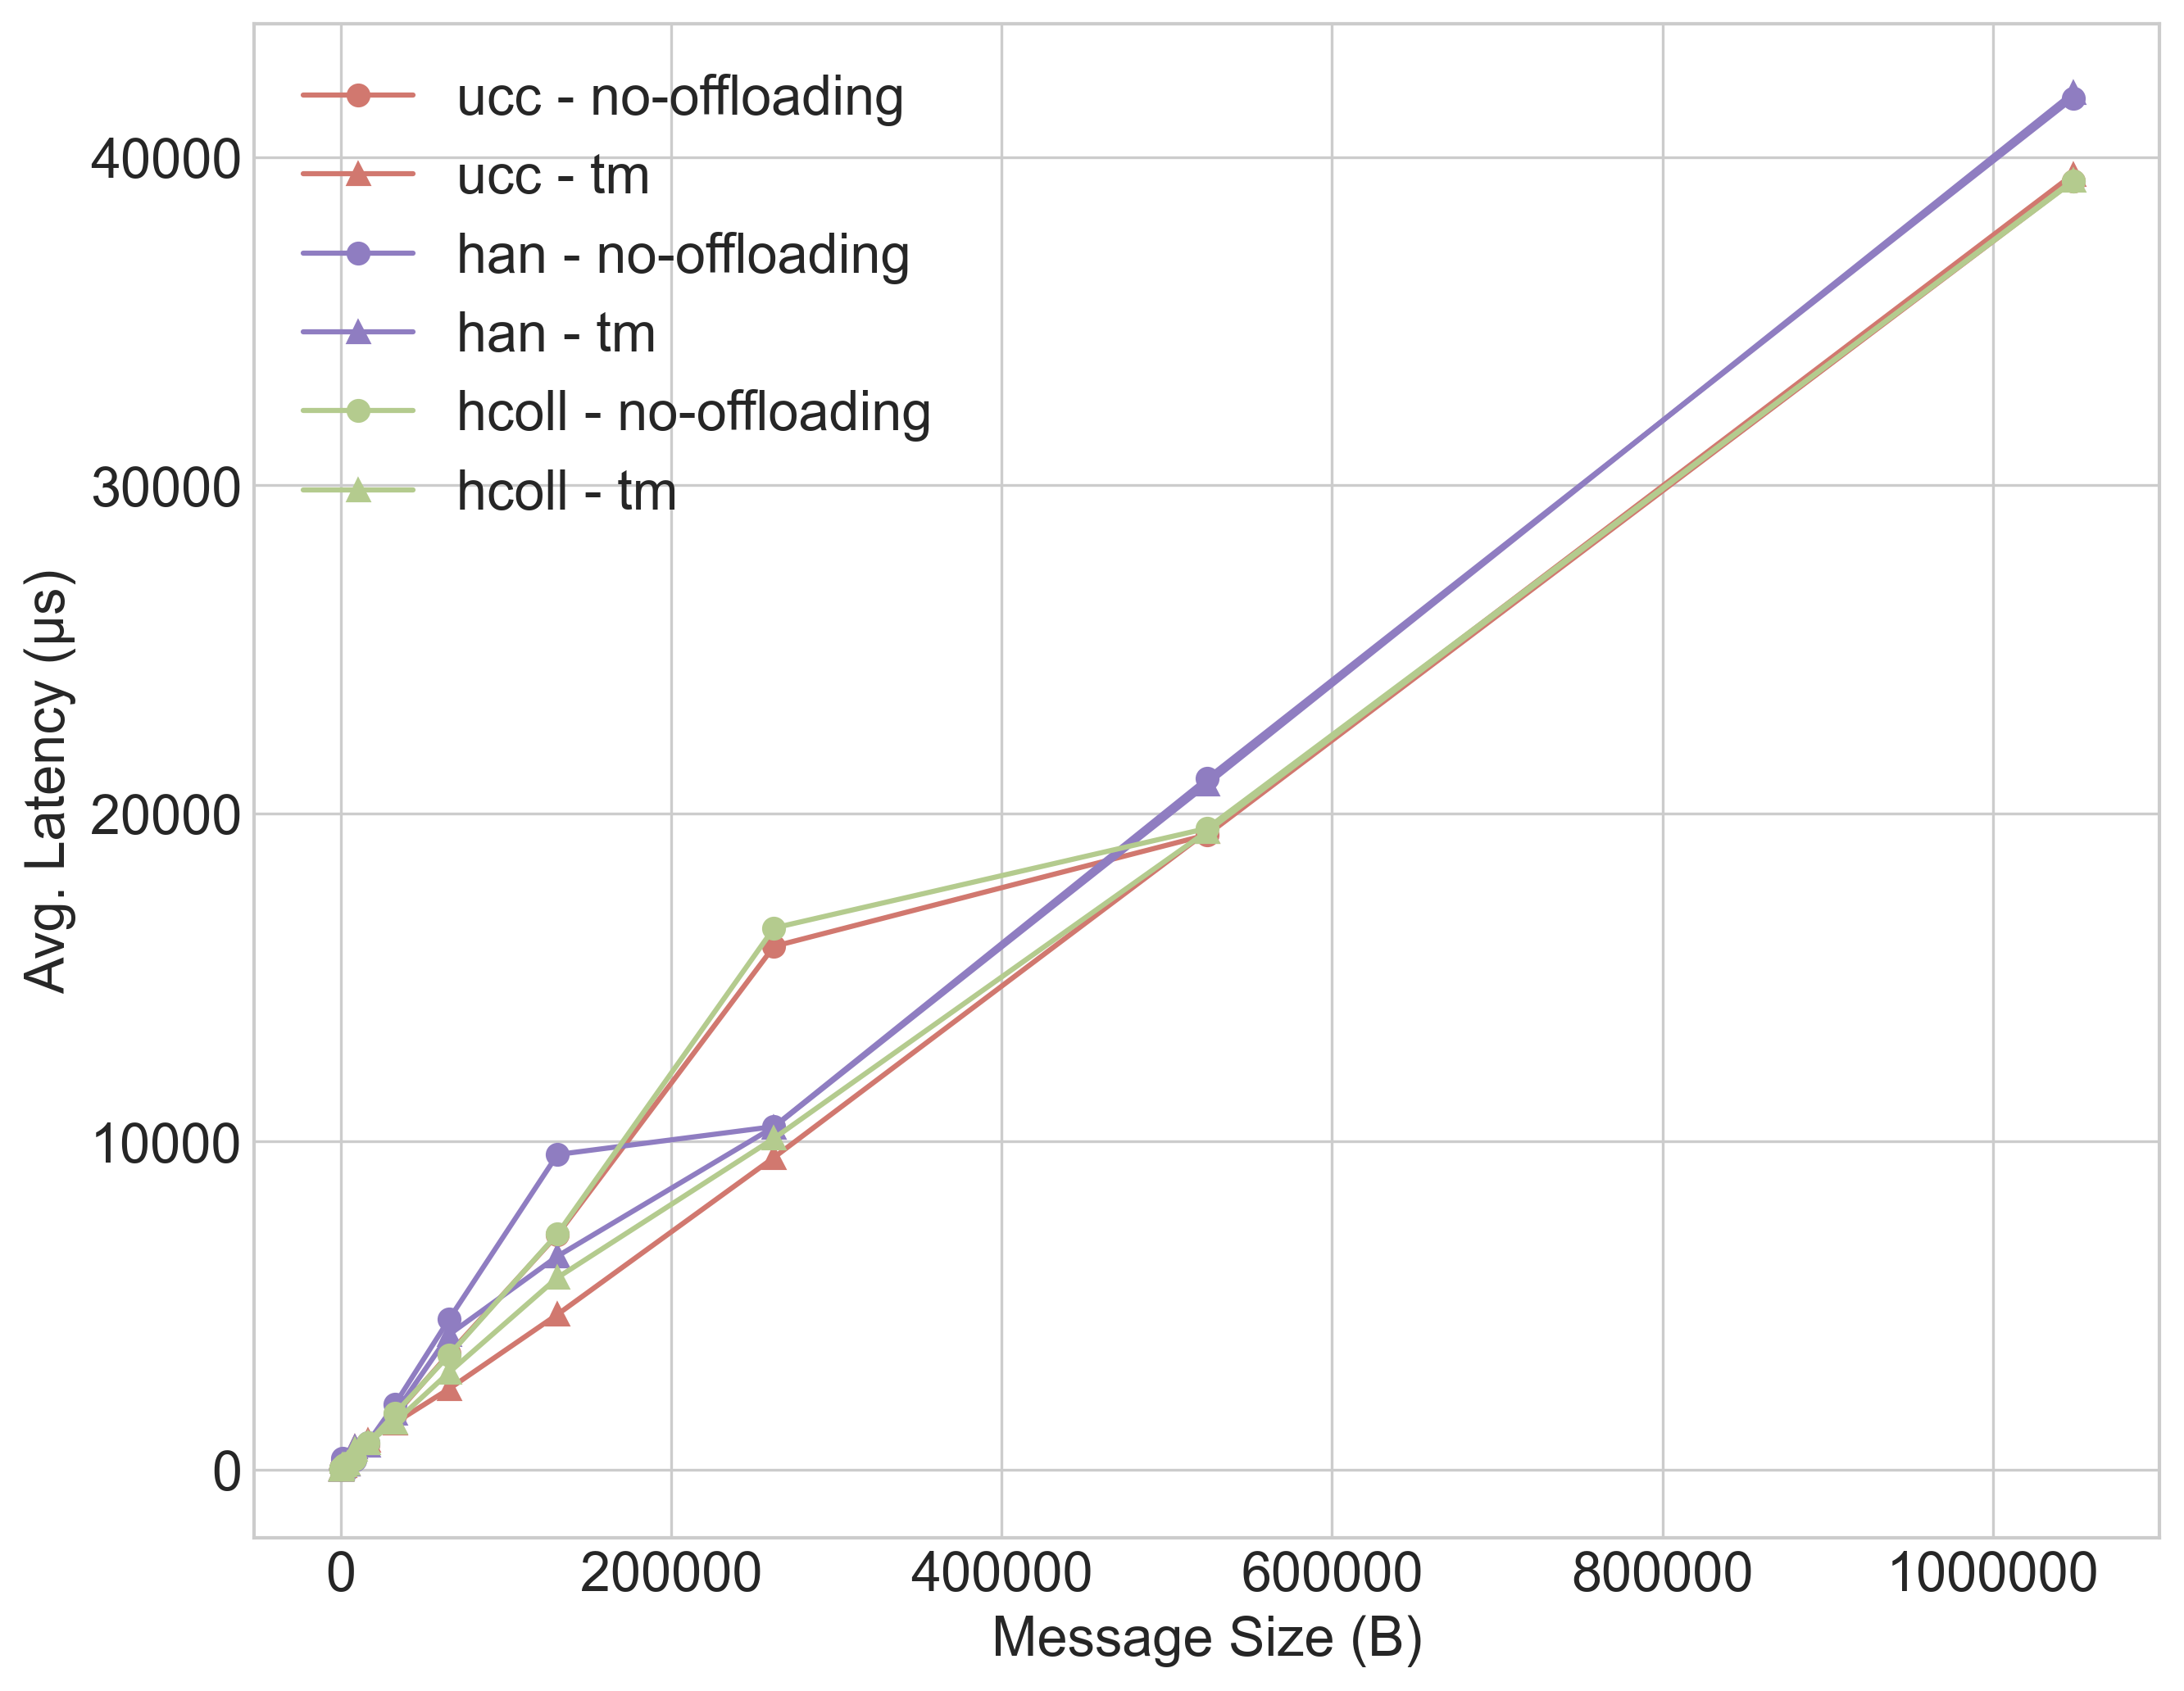 ucc - no-offloading
ucc - tm
han - no-offloading
han - tm
hcoll - no-offloading
hcoll - tm
40000
30000
20000
10000
0
Avg. Latency (μs)
0 200000 400000 600000 800000 1000000
Message Size (B)